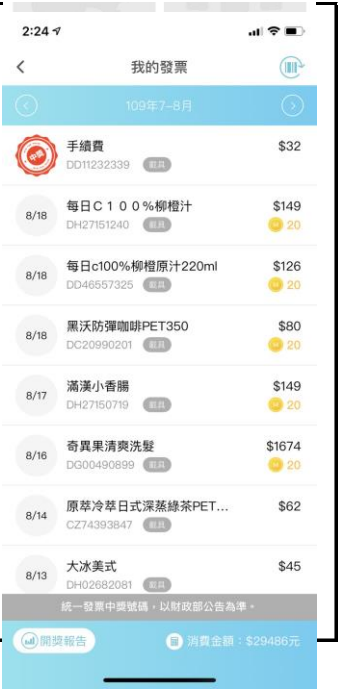 2:24
我的發票
109年7-8月
中獎
手續費 $32
DD11232339 載具
8/18 每日C１００%柳橙汁 $149
DH27151240 載具 20
8/18 每日c100%柳橙原汁220ml $126
DD46557325 載具 20
8/18 黑沃防彈咖啡PET350 $80
DC20990201 載具 20
8/17 滿漢小香腸 $149
DH27150719 載具 20
8/16 奇異果清爽洗髮 $1674
DG00490899 載具 20
8/14 原萃冷萃日式深蒸綠茶PET... $62
CZ74393847 載具
8/13 大冰美式 $45
DH02682081 載具
統一發票中獎號碼，以財政部公告為準。
開獎報告 消費金額：$29486元